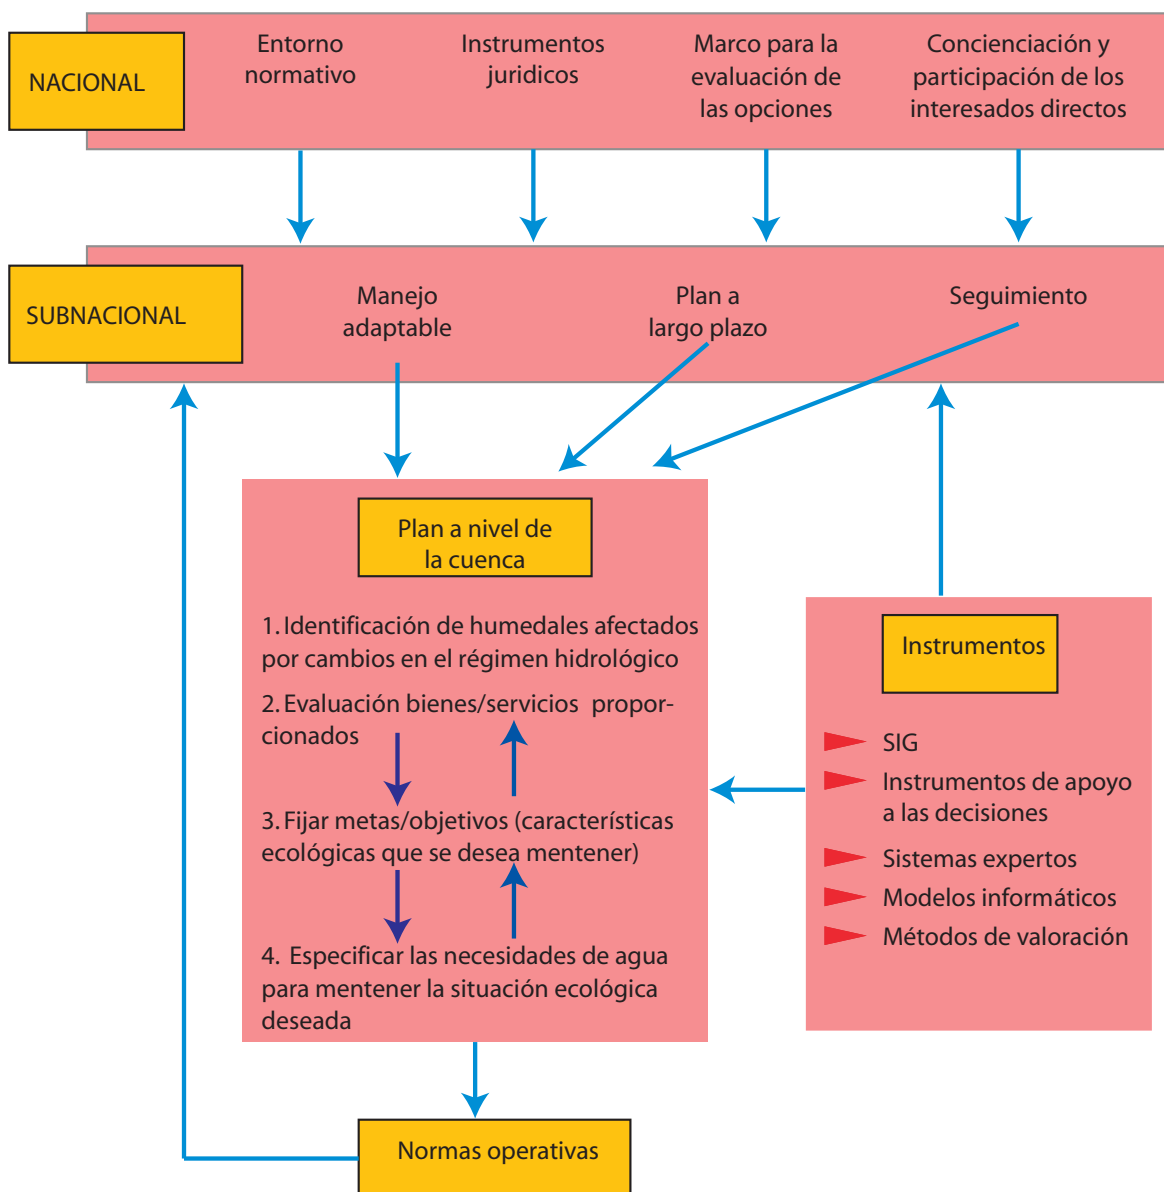 NACIONAL
Entorno
normativo
Instrumentos
juridicos
Marco para la
evaluación de
las opciones
Concienciación y
participación de los
interesados directos
SUBNACIONAL
Manejo
adaptable
Plan a
largo plazo
Seguimiento
Plan a nivel de
la cuenca
1. Identificación de humedales afectados
por cambios en el régimen hidrológico
2. Evaluación bienes/servicios propor-
cionados
3. Fijar metas/objetivos (características
ecológicas que se desea mentener)
4. Especificar las necesidades de agua
para mentener la situación ecológica
deseada
Instrumentos
SIG
Instrumentos de apoyo
a las decisiones
Sistemas expertos
Modelos informáticos
Métodos de valoración
Normas operativas